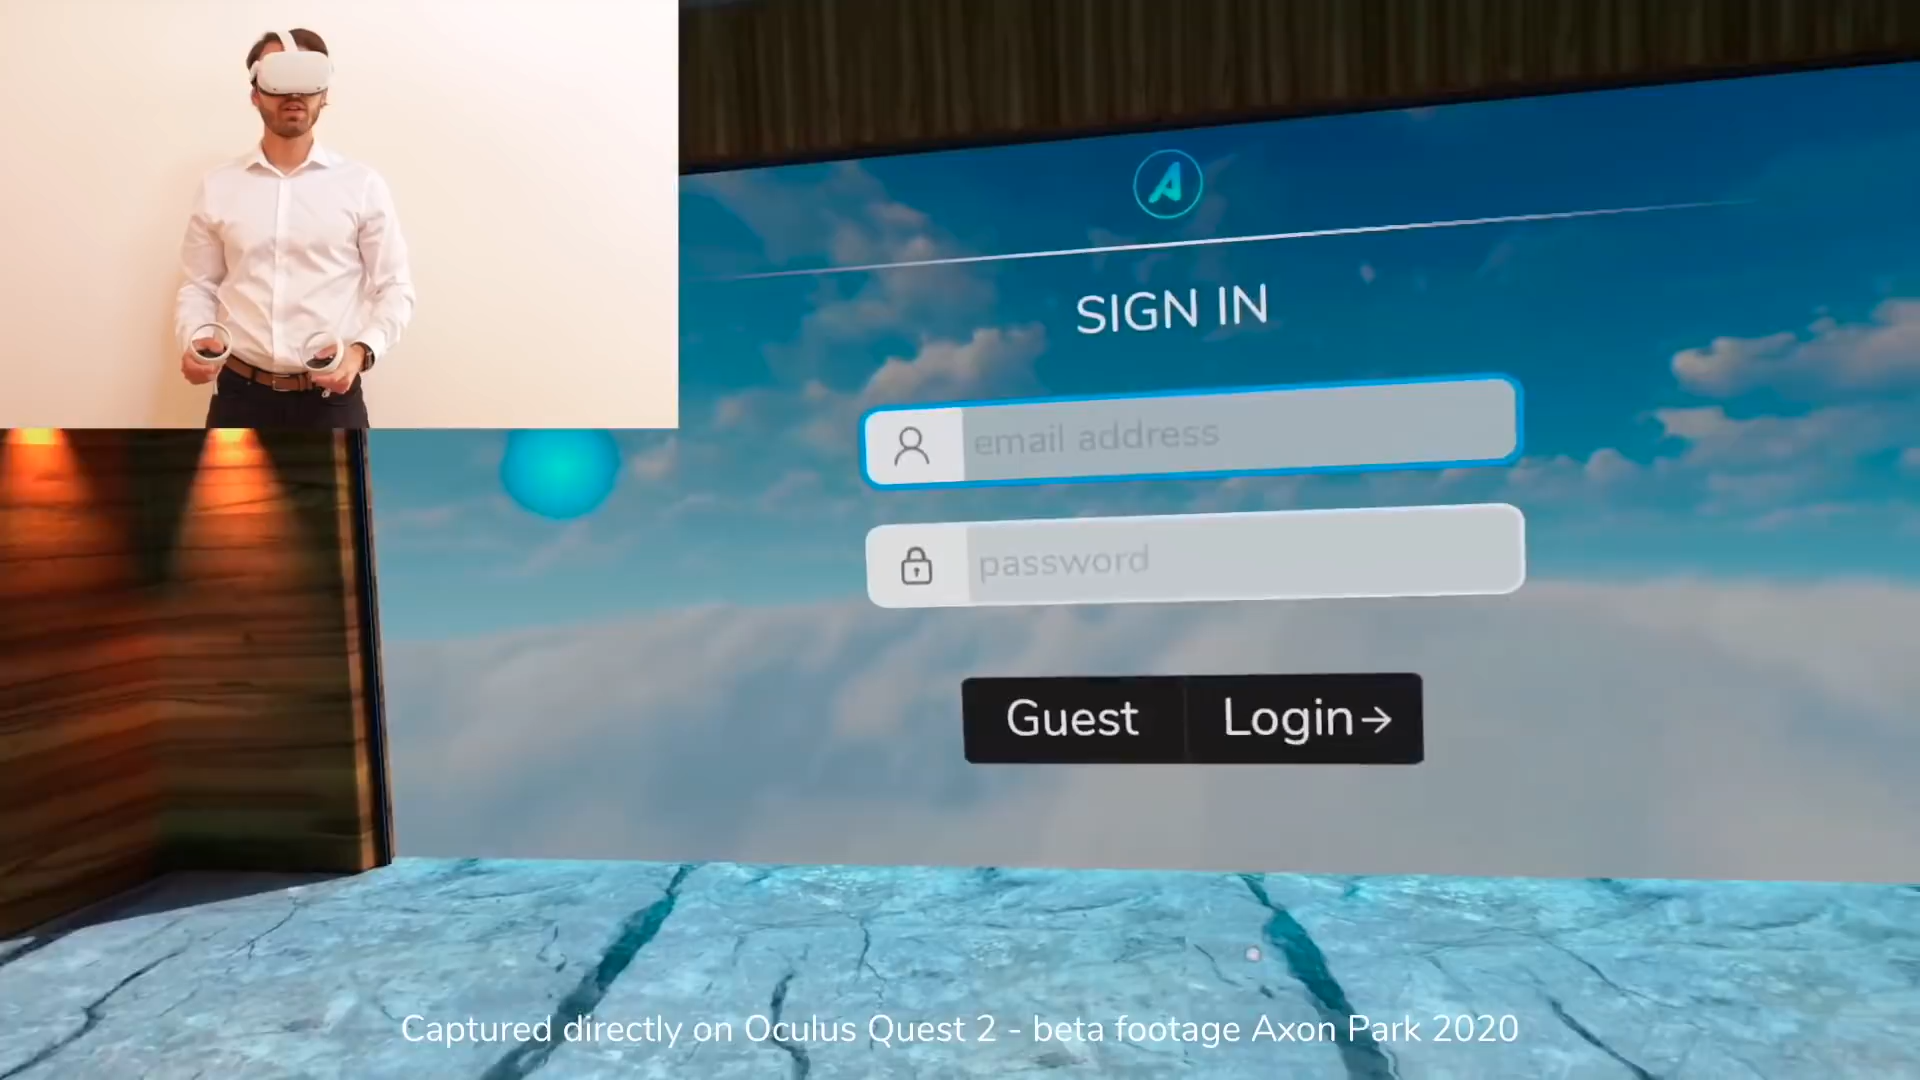 SIGN IN
email address
password
Guest
Login→
Captured directly on Oculus Quest 2 - beta footage Axon Park 2020